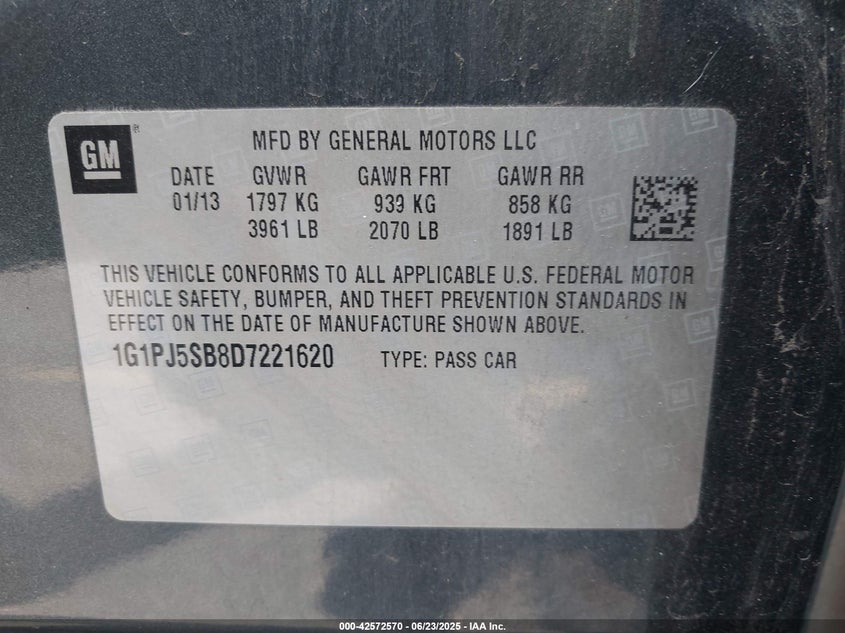 GM
MFD BY GENERAL MOTORS LLC
DATE GVWR GAWR FRT GAWR RR
01/13 1797 KG 939 KG 858 KG
3961 LB 2070 LB 1891 LB
THIS VEHICLE CONFORMS TO ALL APPLICABLE U.S. FEDERAL MOTOR
VEHICLE SAFETY, BUMPER, AND THEFT PREVENTION STANDARDS IN
EFFECT ON THE DATE OF MANUFACTURE SHOWN ABOVE.
1G1PJ5SB8D7221620 TYPE: PASS CAR
000-42572570 - 06/23/2025 - IAA Inc.